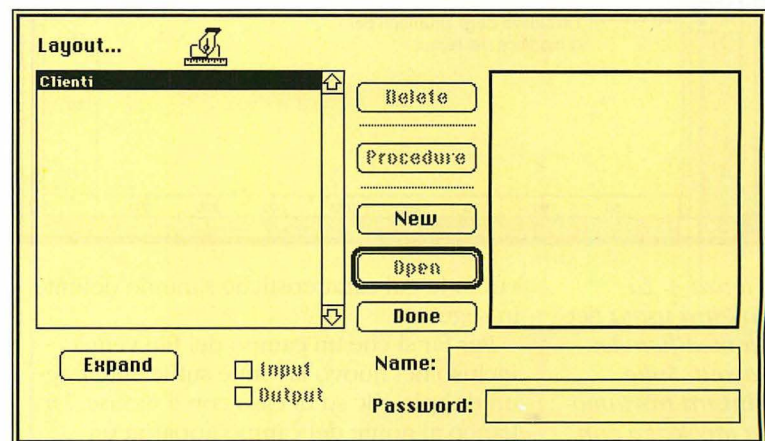 Layout...
Clienti
Delete
Procedure
New
Open
Done
Expand
Input
Output
Name:
Password: